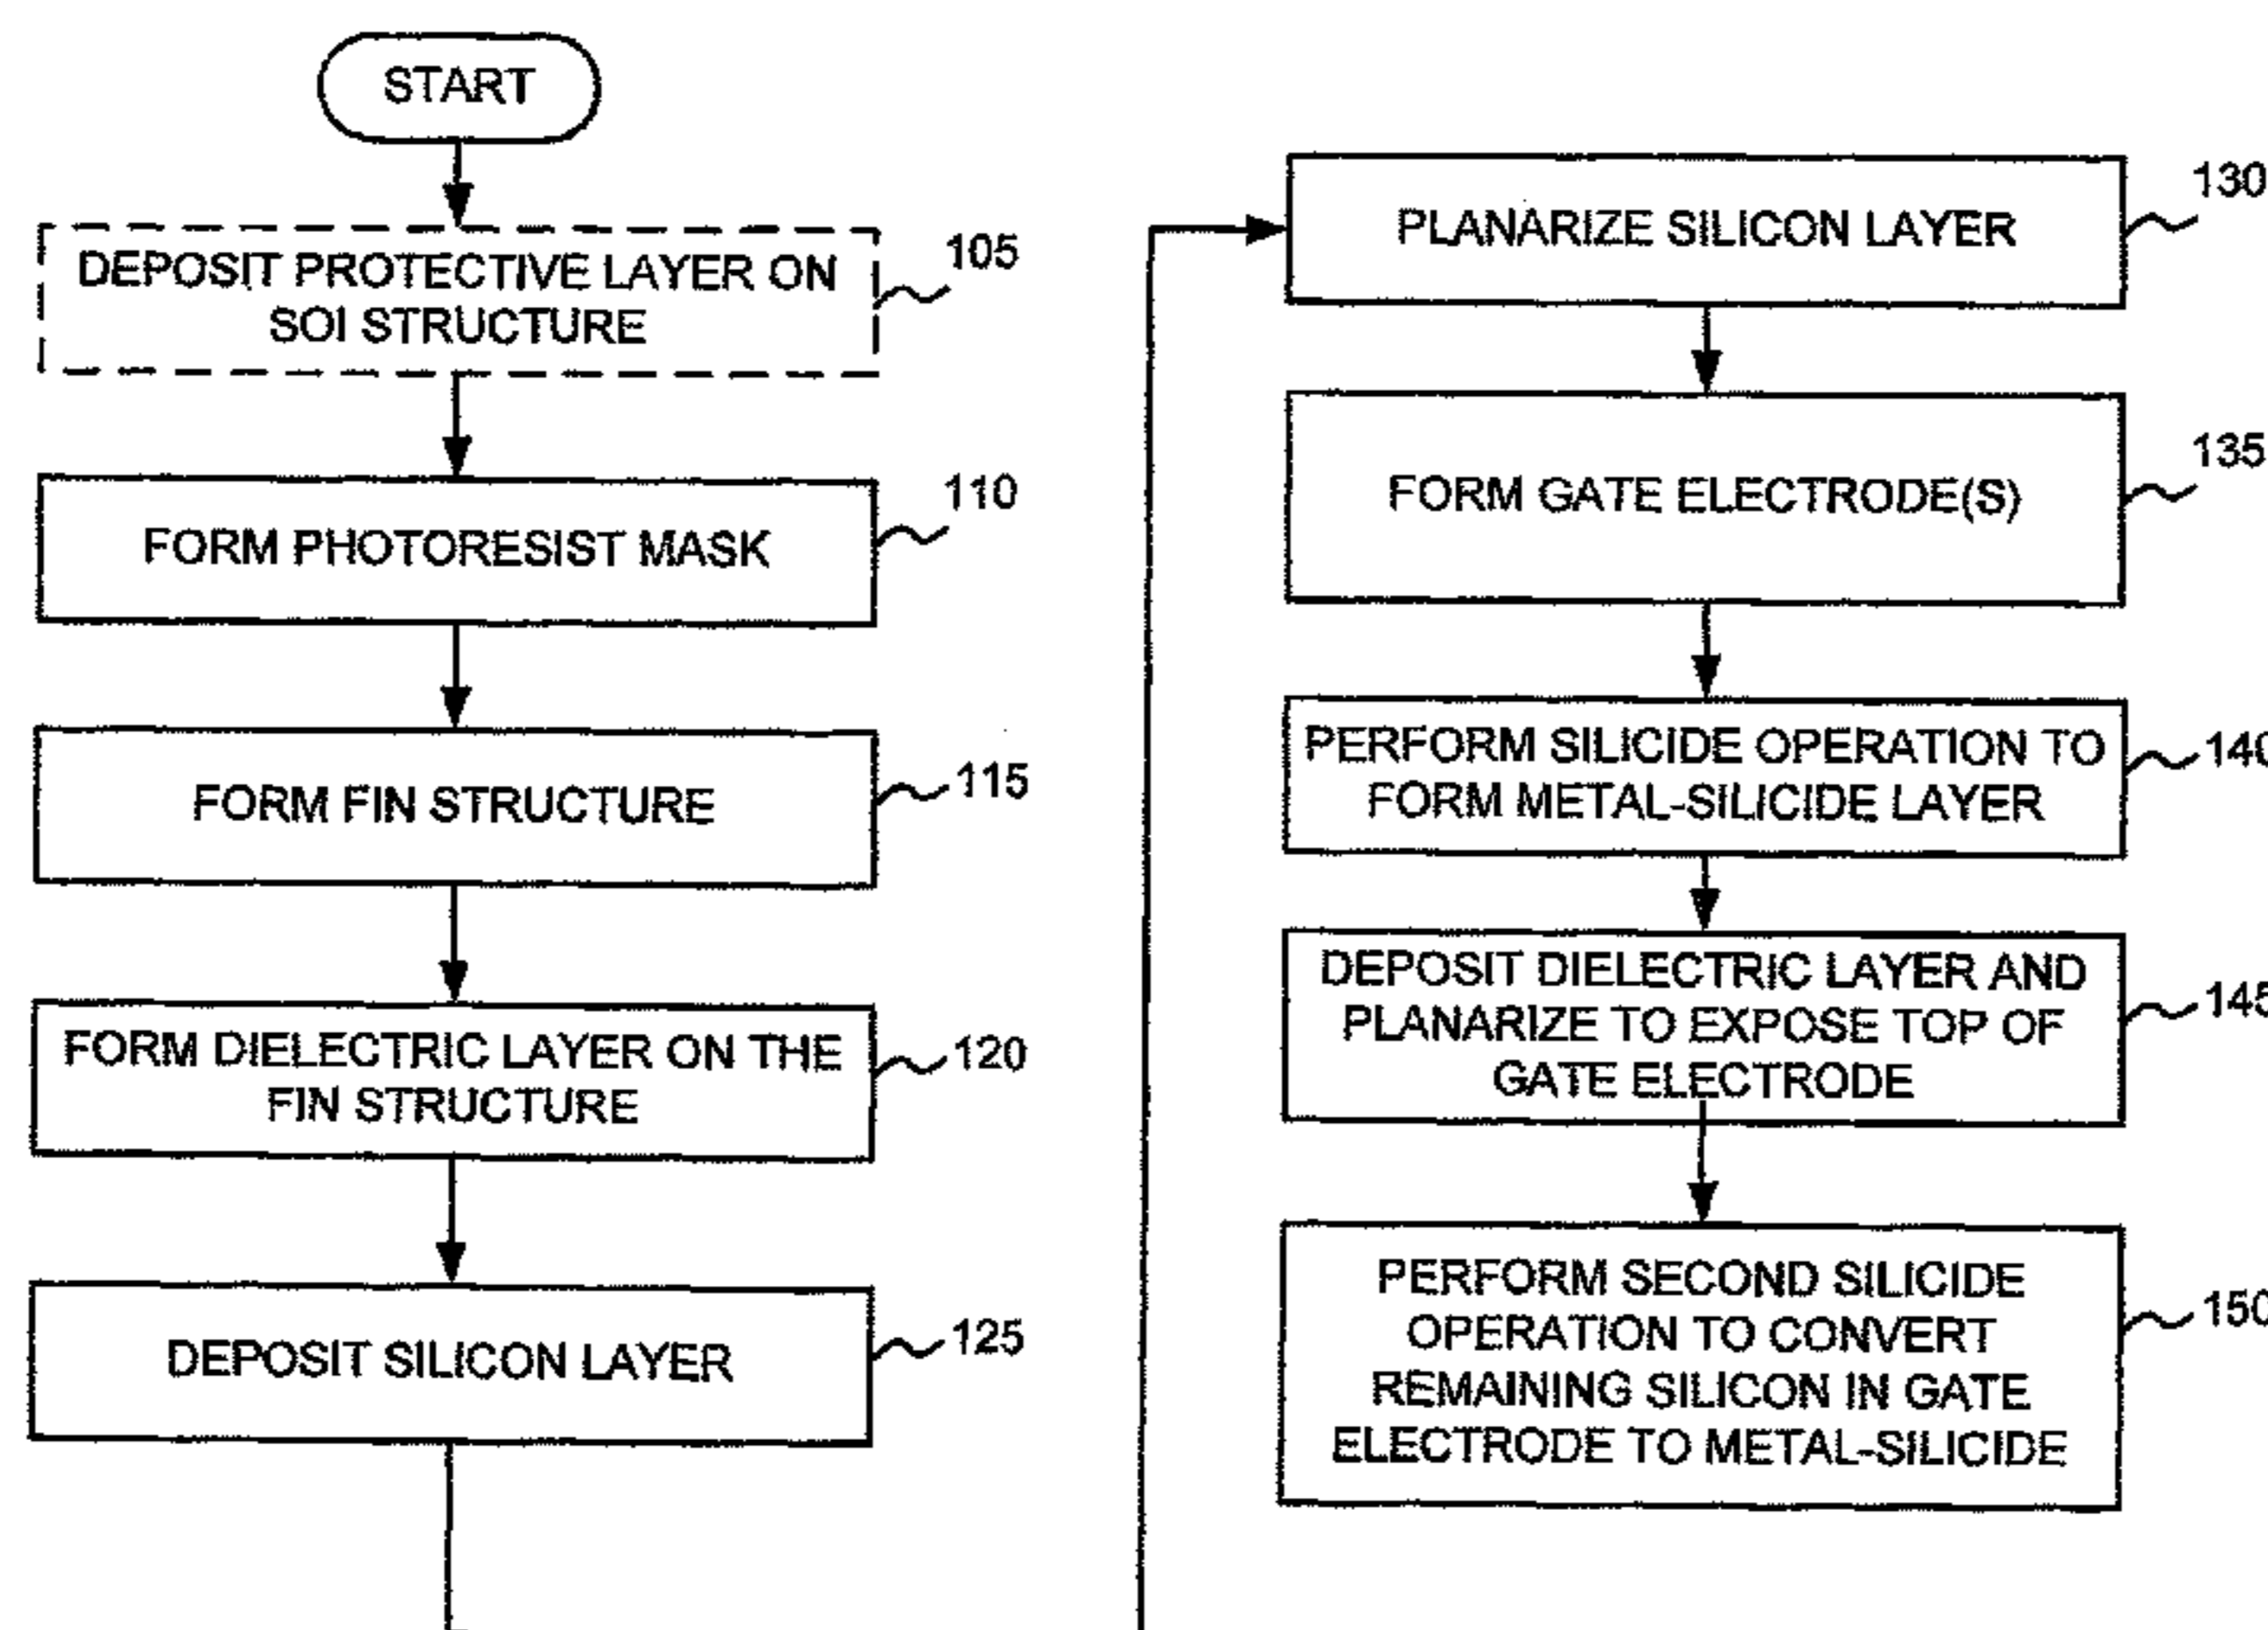 START
DEPOSIT PROTECTIVE LAYER ON
SOI STRUCTURE
105
FORM PHOTORESIST MASK
110
FORM FIN STRUCTURE
115
FORM DIELECTRIC LAYER ON THE
FIN STRUCTURE
120
DEPOSIT SILICON LAYER
125
PLANARIZE SILICON LAYER
130
FORM GATE ELECTRODE(S)
135
PERFORM SILICIDE OPERATION TO
FORM METAL-SILICIDE LAYER
140
DEPOSIT DIELECTRIC LAYER AND
PLANARIZE TO EXPOSE TOP OF
GATE ELECTRODE
145
PERFORM SECOND SILICIDE
OPERATION TO CONVERT
REMAINING SILICON IN GATE
ELECTRODE TO METAL-SILICIDE
150